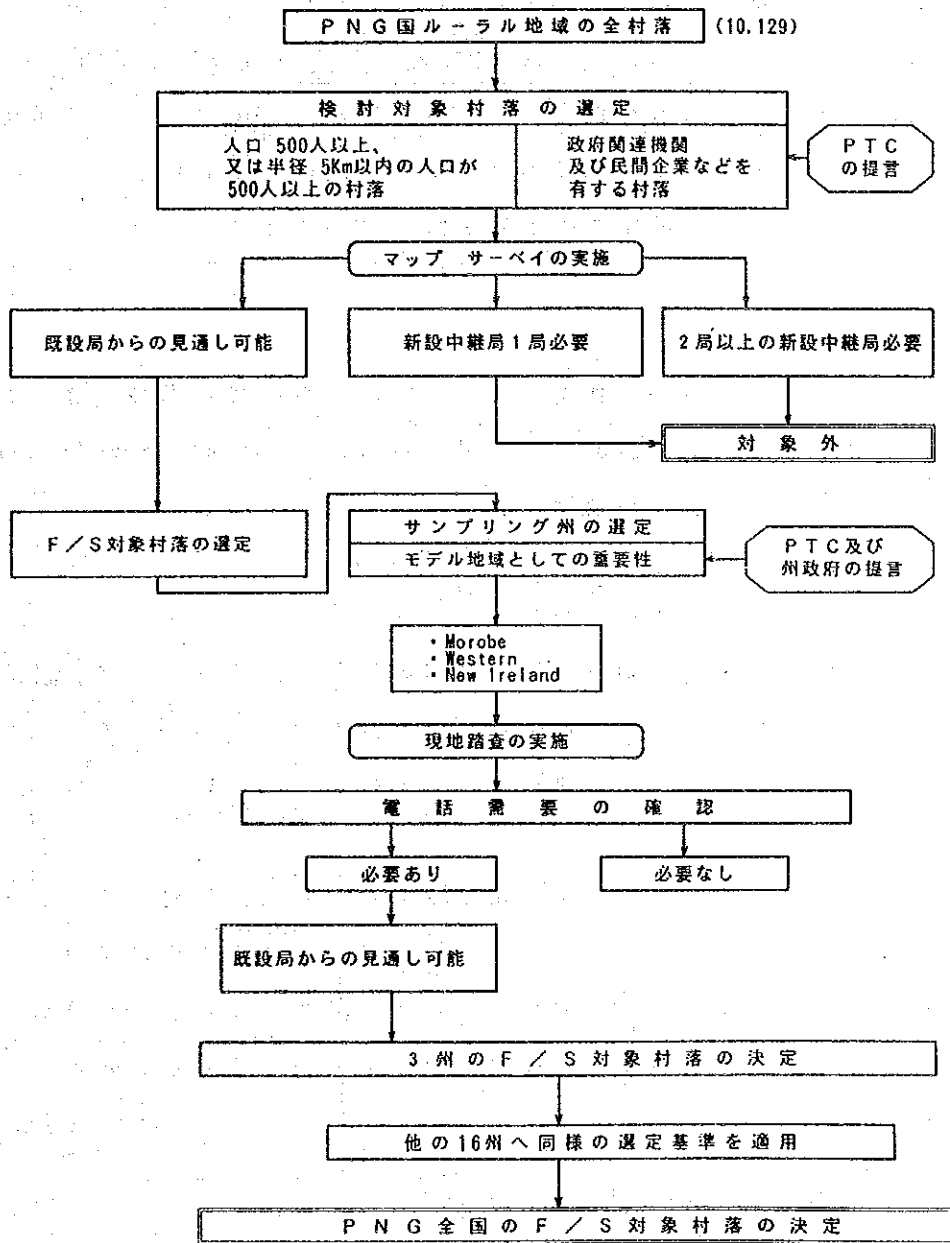 PNG国ルーラル地域の全村落 (10.129)
検討対象村落の選定
人口 500人以上、
又は半径 5Km以内の人口が
500人以上の村落
政府関連機関
及び民間企業などを
有する村落
PTC
の提言
マップ サーベイの実施
既設局からの見通し可能
新設中継局1局必要
2局以上の新設中継局必要
対象外
F/S対象村落の選定
サンプリング州の選定
モデル地域としての重要性
PTC及び
州政府の提言
・Morobe
・Western
・New Ireland
現地踏査の実施
電話需要の確認
必要あり
必要なし
既設局からの見通し可能
3州のF/S対象村落の決定
他の16州へ同様の選定基準を適用
PNG全国のF/S対象村落の決定